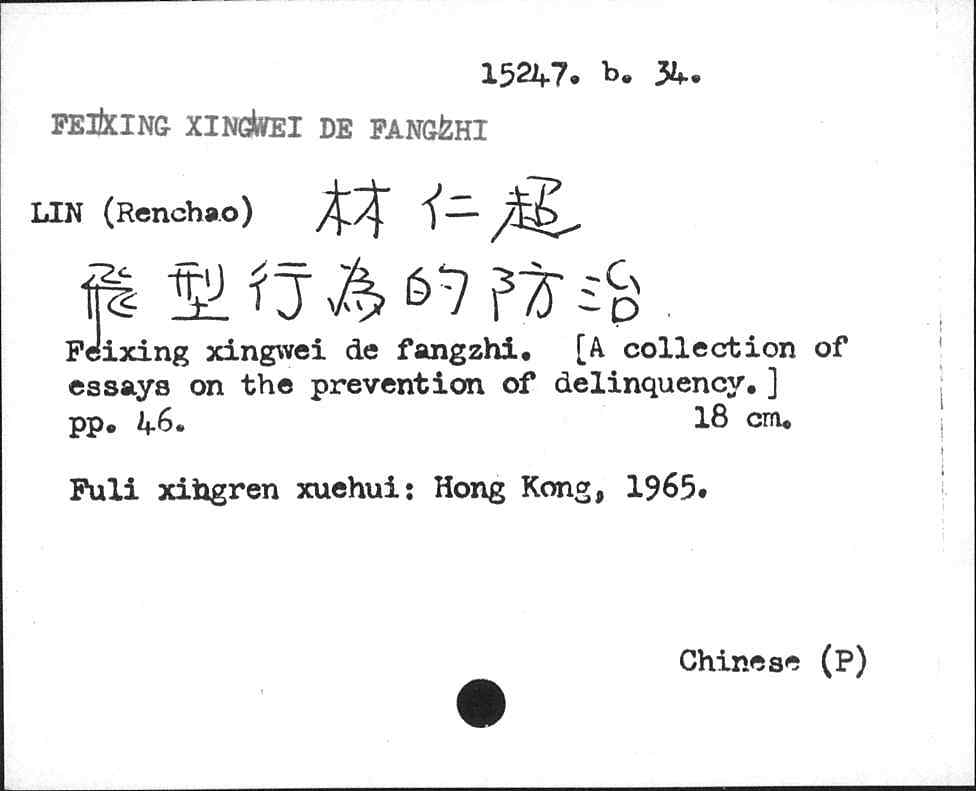 15247. b. 34.
FEIXING XINGWEI DE FANGZHI
LIN (Renchao) 林仁超
飛型行為的防治
Feixing xingwei de fangzhi. [A collection of
essays on the prevention of delinquency.]
pp. 46. 18 cm.
Fuli xingren xuehui: Hong Kong, 1965.
Chinese (P)